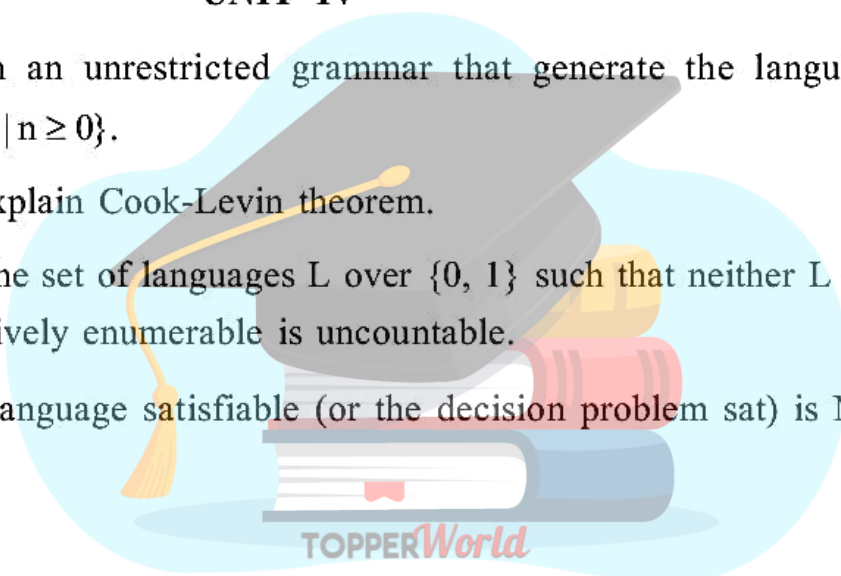 UNIT IV
n an unrestricted grammar that generate the langu
| n ≥ 0}.
xplain Cook-Levin theorem.
he set of languages L over {0, 1} such that neither L
ively enumerable is uncountable.
anguage satisfiable (or the decision problem sat) is N
TOPPERWorld